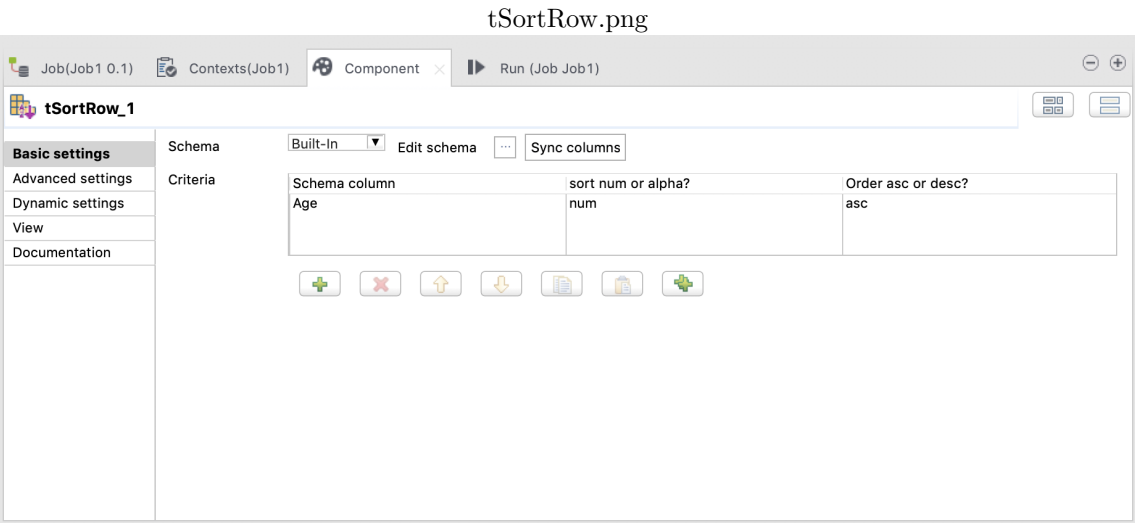 tSortRow.png
Job(Job1 0.1) Contexts(Job1) Component Run (Job Job1)
tSortRow_1
Basic settings
Advanced settings
Dynamic settings
View
Documentation
Schema Built-In Edit schema ... Sync columns
Criteria
Schema column sort num or alpha? Order asc or desc?
Age num asc